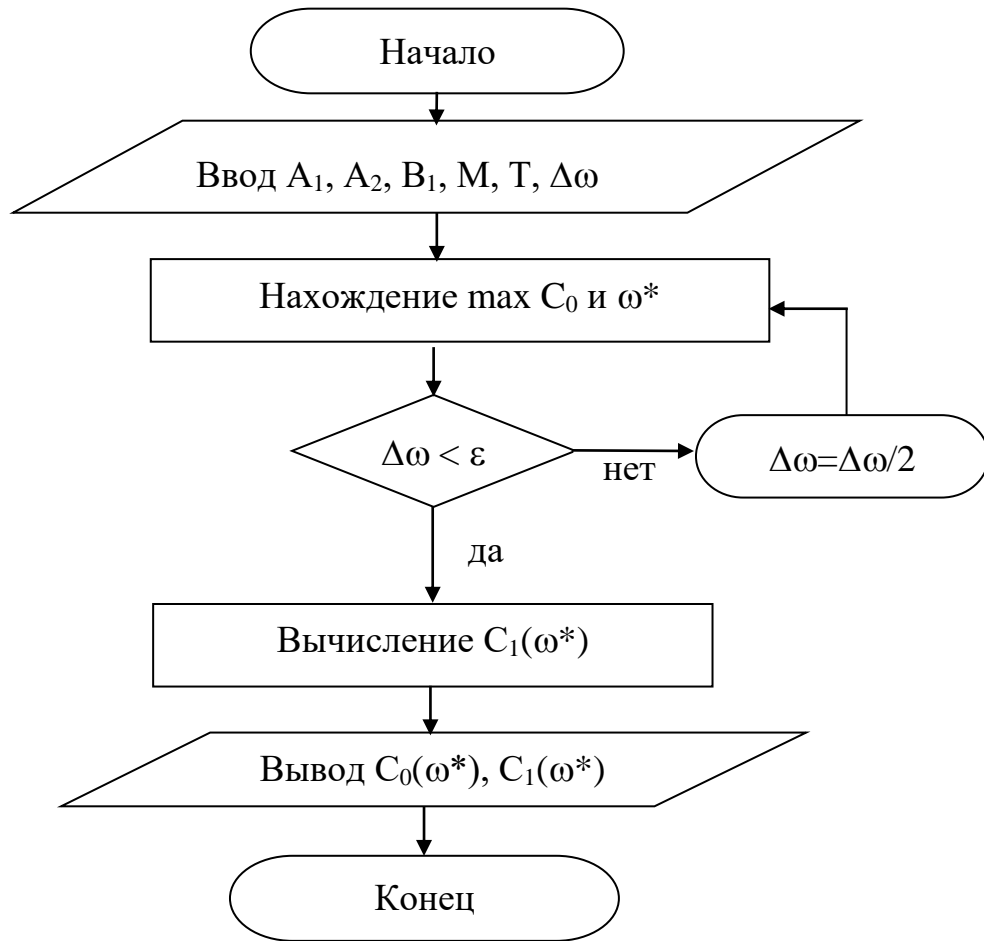 Начало
Ввод A₁, A₂, B₁, M, T, Δω
Нахождение max C₀ и ω*
Δω < ε
нет
Δω=Δω/2
да
Вычисление C₁(ω*)
Вывод C₀(ω*), C₁(ω*)
Конец